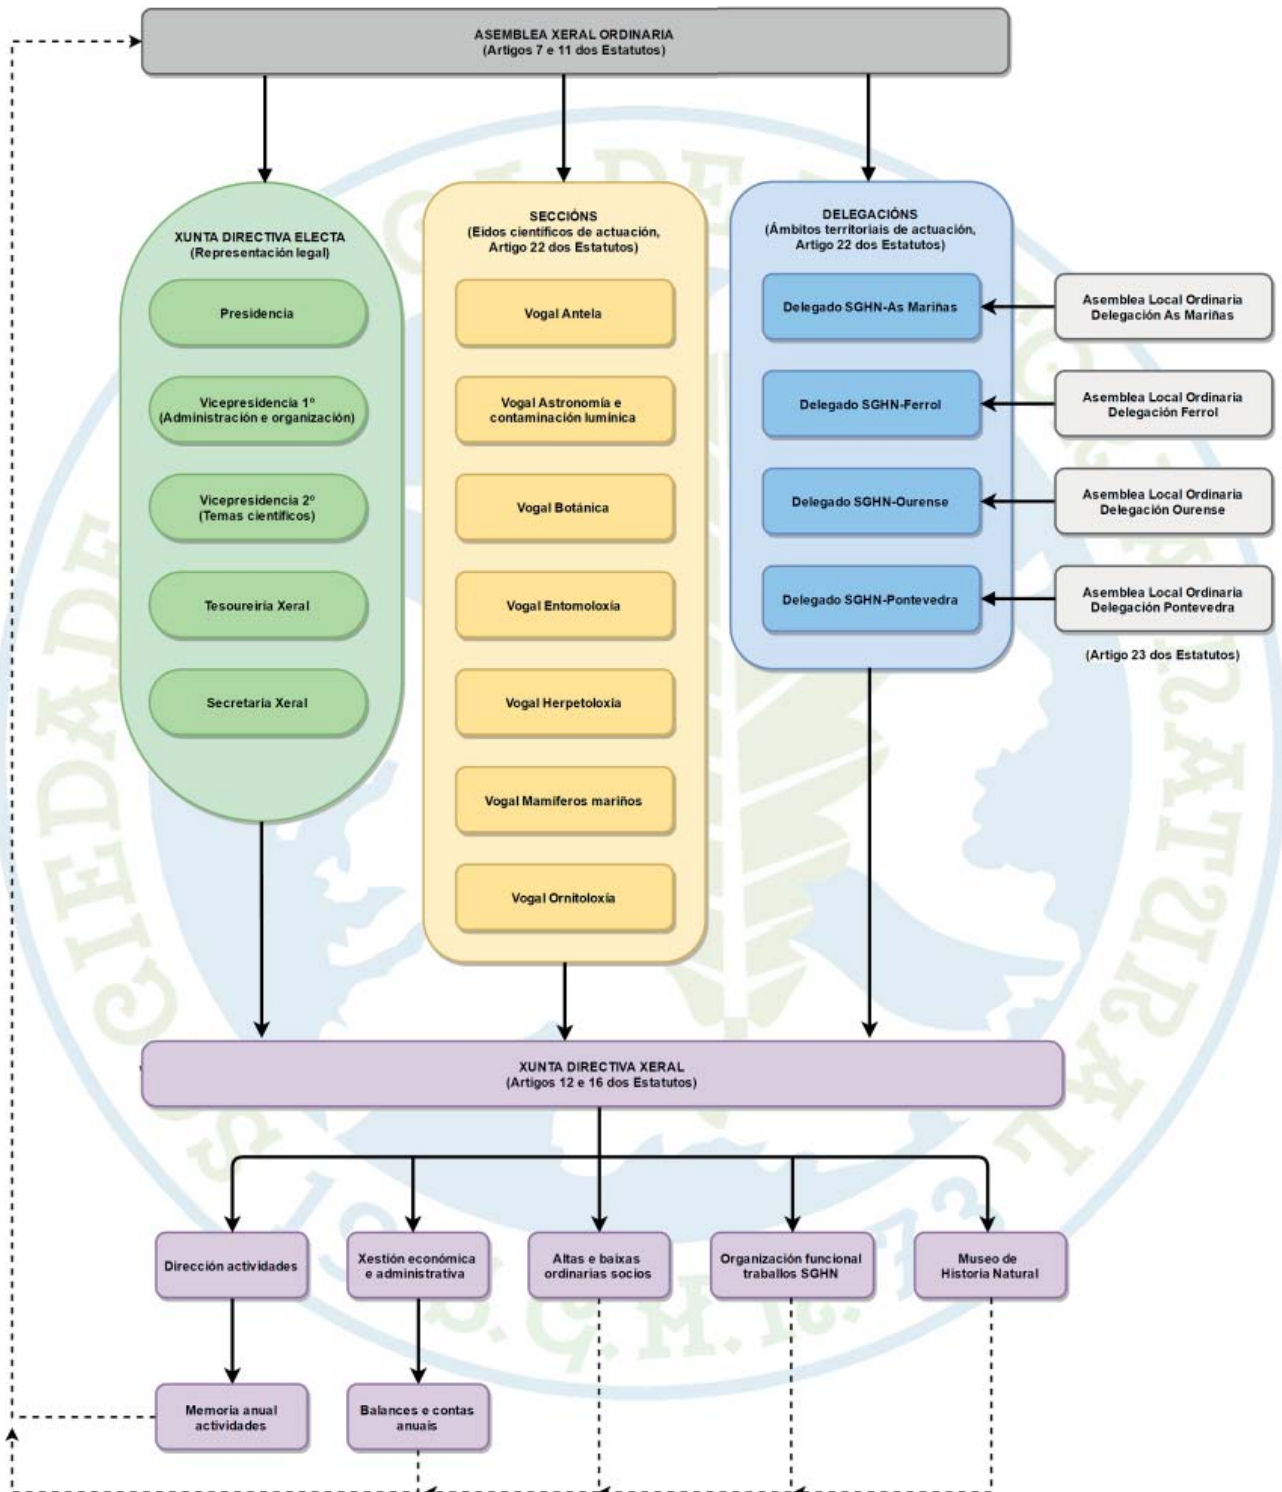 ASEMBLEA XERAL ORDINARIA
(Artigos 7 e 11 dos Estatutos)
XUNTA DIRECTIVA ELECTA
(Representación legal)
Presidencia
Vicepresidencia 1º
(Administración e organización)
Vicepresidencia 2º
(Temas científicos)
Tesoureiría Xeral
Secretaría Xeral
SECCIÓNS
(Eidos científicos de actuación,
Artigo 22 dos Estatutos)
Vogal Antela
Vogal Astronomía e
contaminación lumínica
Vogal Botánica
Vogal Entomoloxía
Vogal Herpetoloxía
Vogal Mamíferos mariños
Vogal Ornitoloxía
DELEGACIÓNS
(Ámbitos territoriais de actuación,
Artigo 22 dos Estatutos)
Delegado SGHN-As Mariñas
Delegado SGHN-Ferrol
Delegado SGHN-Ourense
Delegado SGHN-Pontevedra
Asemblea Local Ordinaria
Delegación As Mariñas
Asemblea Local Ordinaria
Delegación Ferrol
Asemblea Local Ordinaria
Delegación Ourense
Asemblea Local Ordinaria
Delegación Pontevedra
(Artigo 23 dos Estatutos)
XUNTA DIRECTIVA XERAL
(Artigos 12 e 16 dos Estatutos)
Dirección actividades
Xestión económica
e administrativa
Altas e baixas
ordinarias socios
Organización funcional
traballos SGHN
Museo de
Historia Natural
Memoria anual
actividades
Balances e contas
anuais
S.G.H.N.